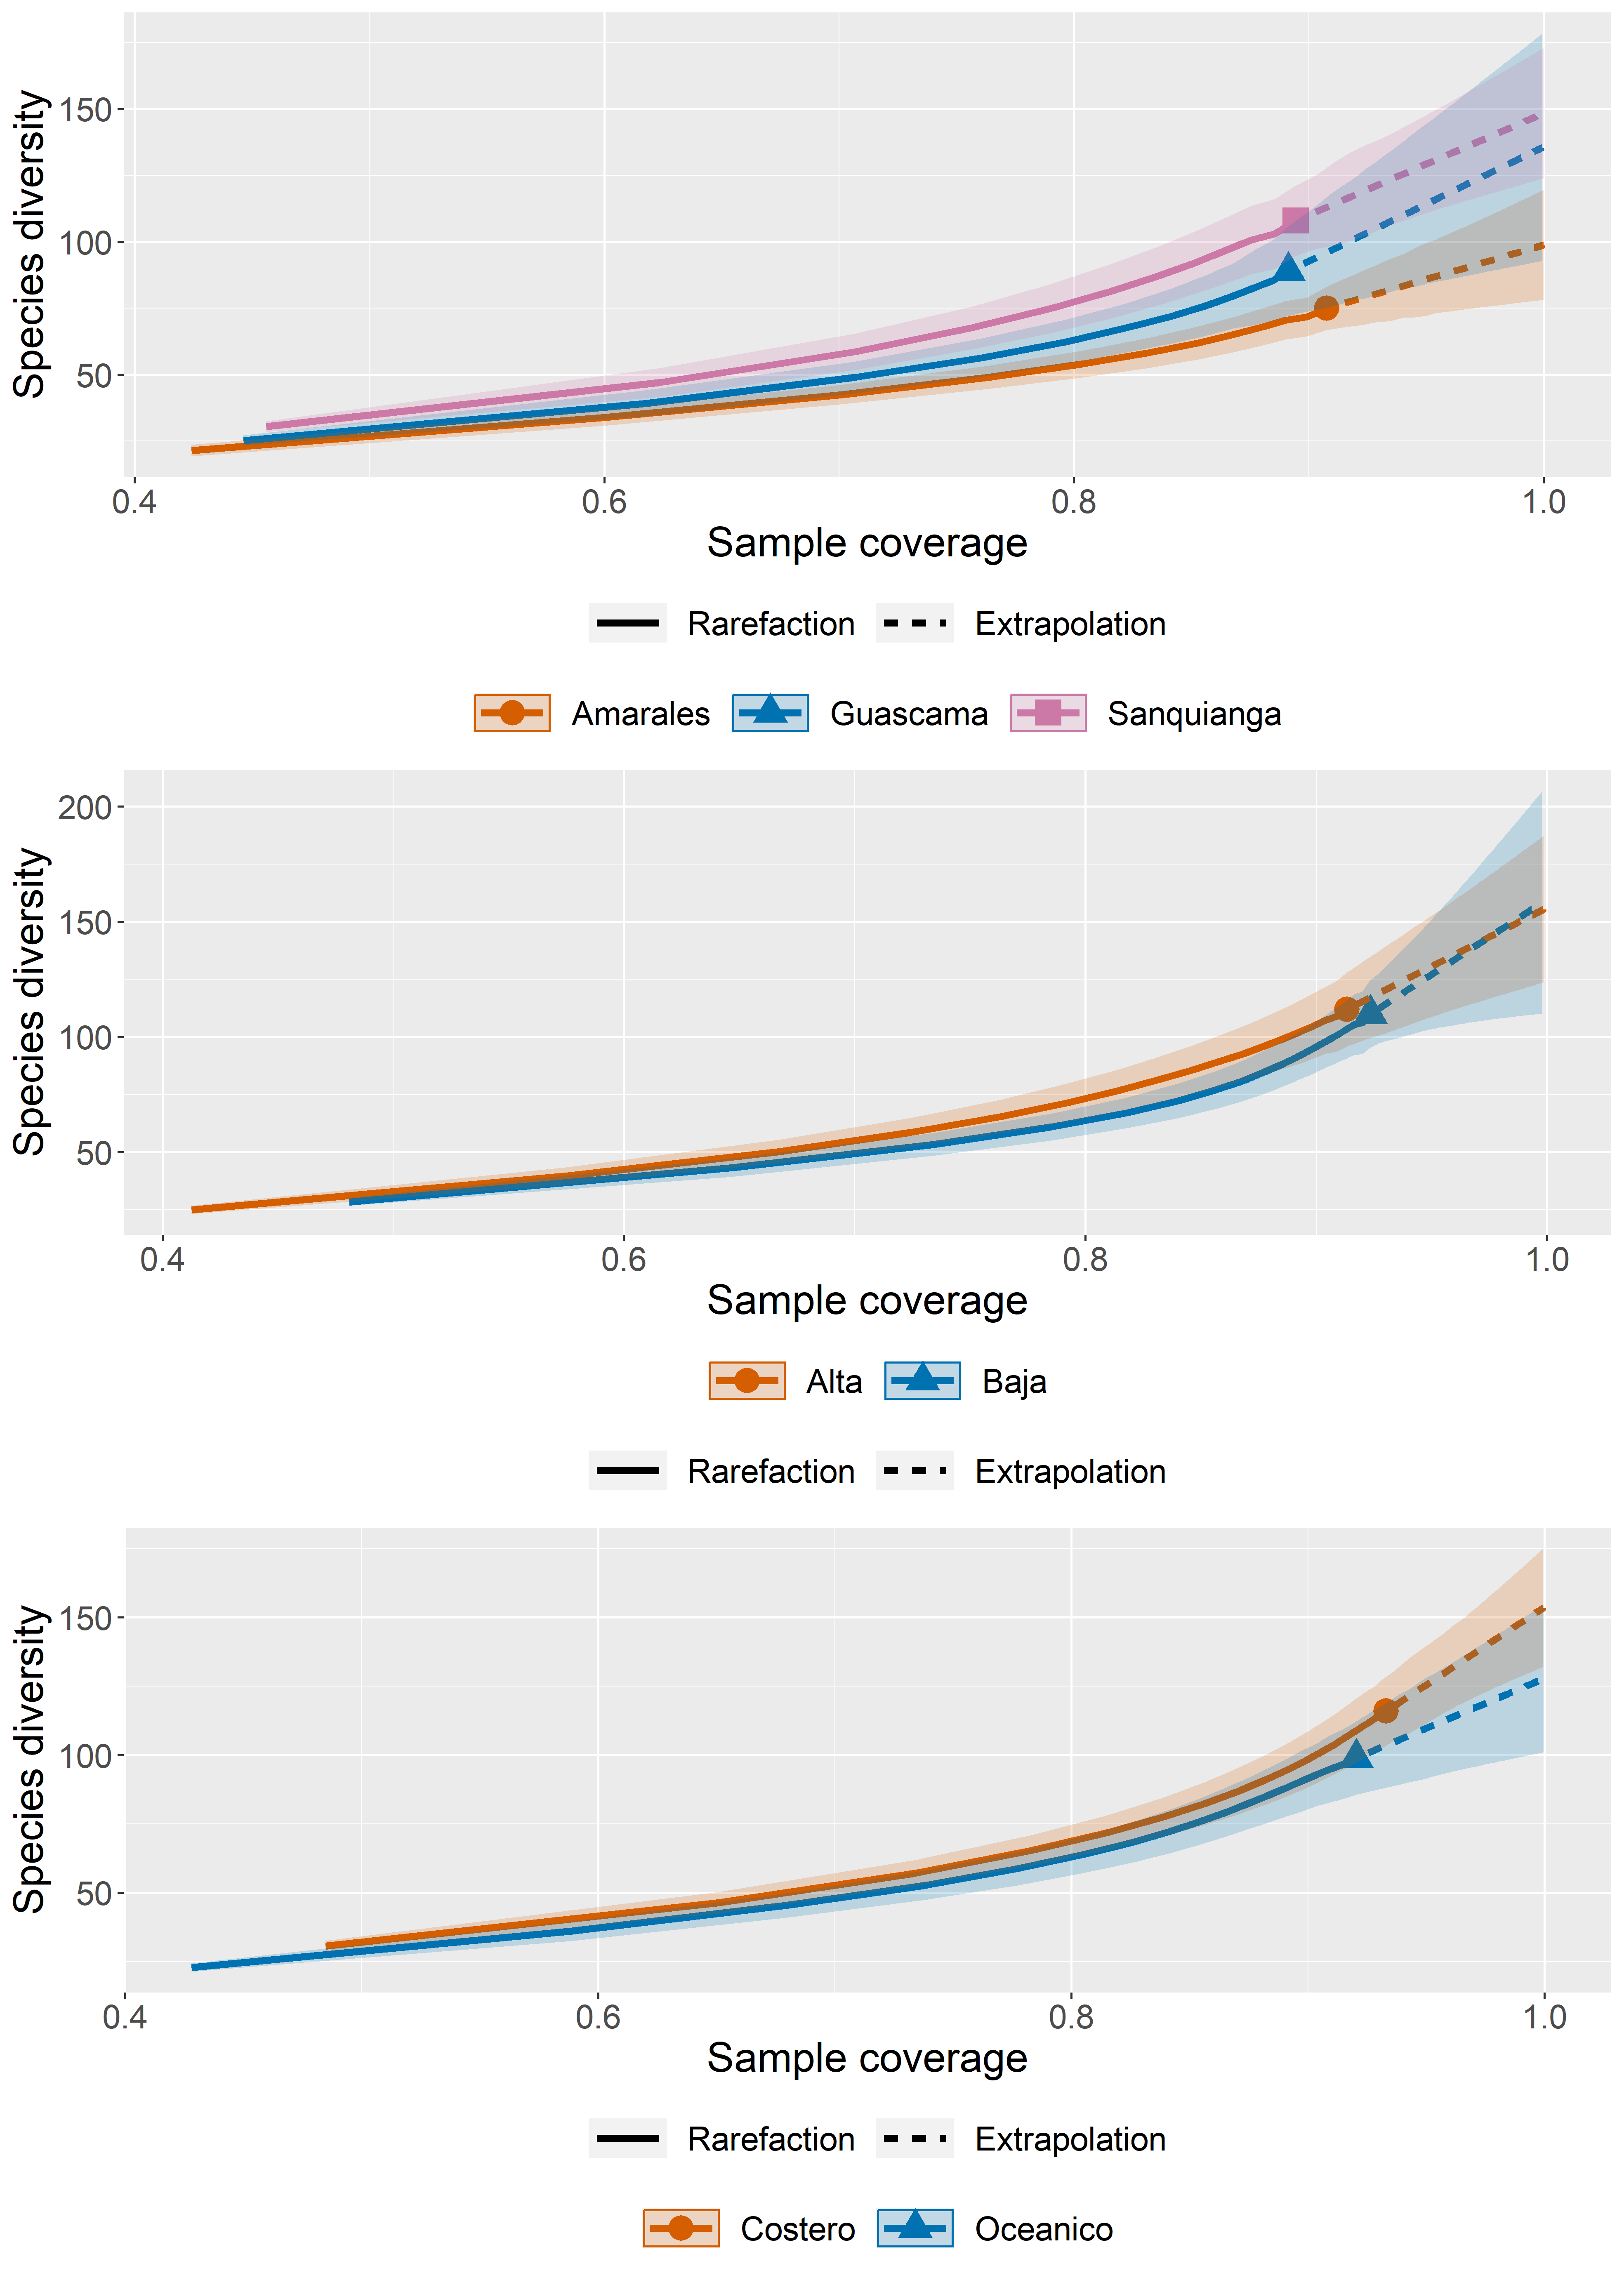 Species diversity
150
100
50
0.4 0.6 0.8 1.0
Sample coverage
Rarefaction Extrapolation
Amarales Guascama Sanquianga
Species diversity
200
150
100
50
0.4 0.6 0.8 1.0
Sample coverage
Alta Baja
Rarefaction Extrapolation
Species diversity
150
100
50
0.4 0.6 0.8 1.0
Sample coverage
Rarefaction Extrapolation
Costero Oceanico